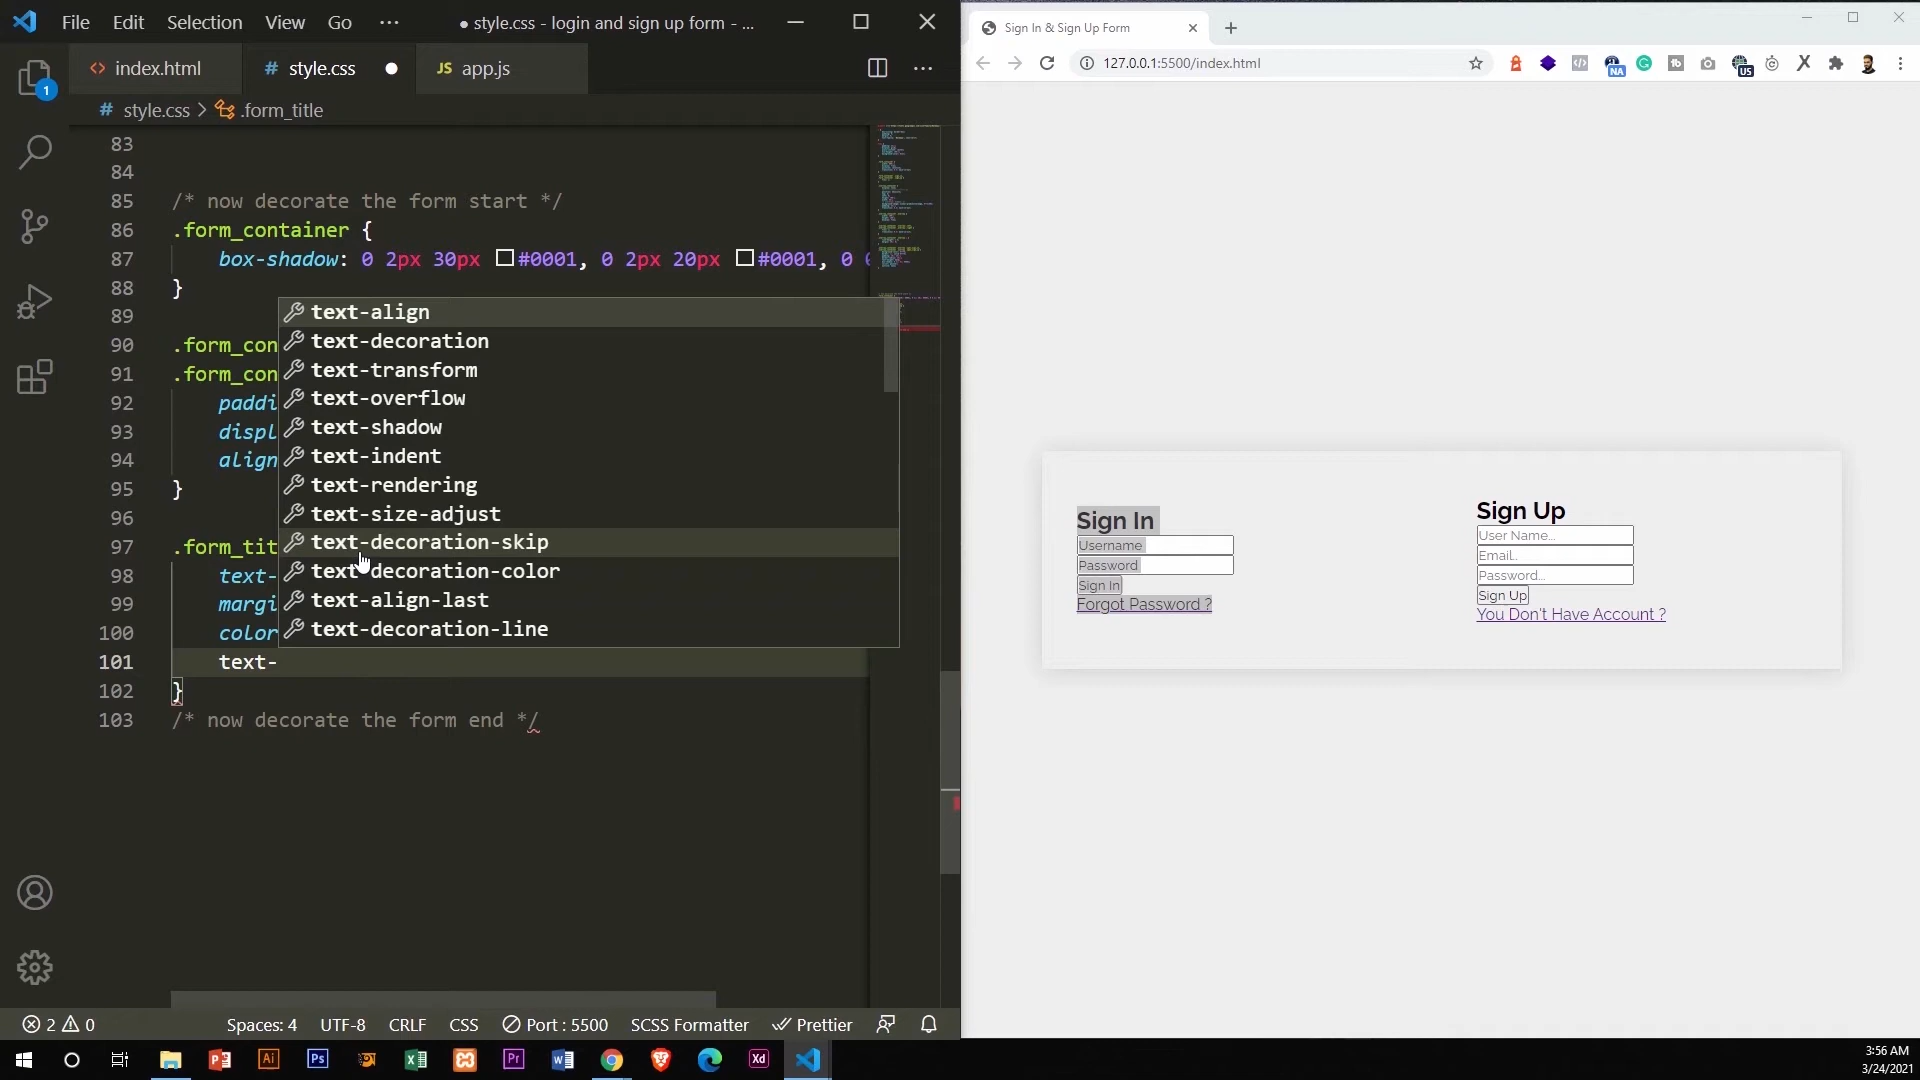 File Edit Selection View Go ··· ● style.css - login and sign up form - ...
index.html
# style.css ●
JS app.js
# style.css > .form_title
83
84
85 /* now decorate the form start */
86 .form_container {
87 box-shadow: 0 2px 30px #0001, 0 2px 20px #0001, 0
88 }
89
90 .form_con
91 .form_con
92 paddi
93 displ
94 align
95 }
96
97 .form_tit
98 text-
99 margi
100 color
101 text-
102 }
103 /* now decorate the form end */
text-align
text-decoration
text-transform
text-overflow
text-shadow
text-indent
text-rendering
text-size-adjust
text-decoration-skip
text-decoration-color
text-align-last
text-decoration-line
1
2 0 Spaces: 4 UTF-8 CRLF CSS Port : 5500 SCSS Formatter Prettier
Sign In & Sign Up Form
127.0.0.1:5500/index.html
NA
US
Sign In
Username
Password
Sign In
Forgot Password ?
Sign Up
User Name...
Email..
Password...
Sign Up
You Don't Have Account ?
Ai Ps Pr Xd
3:56 AM
3/24/2021